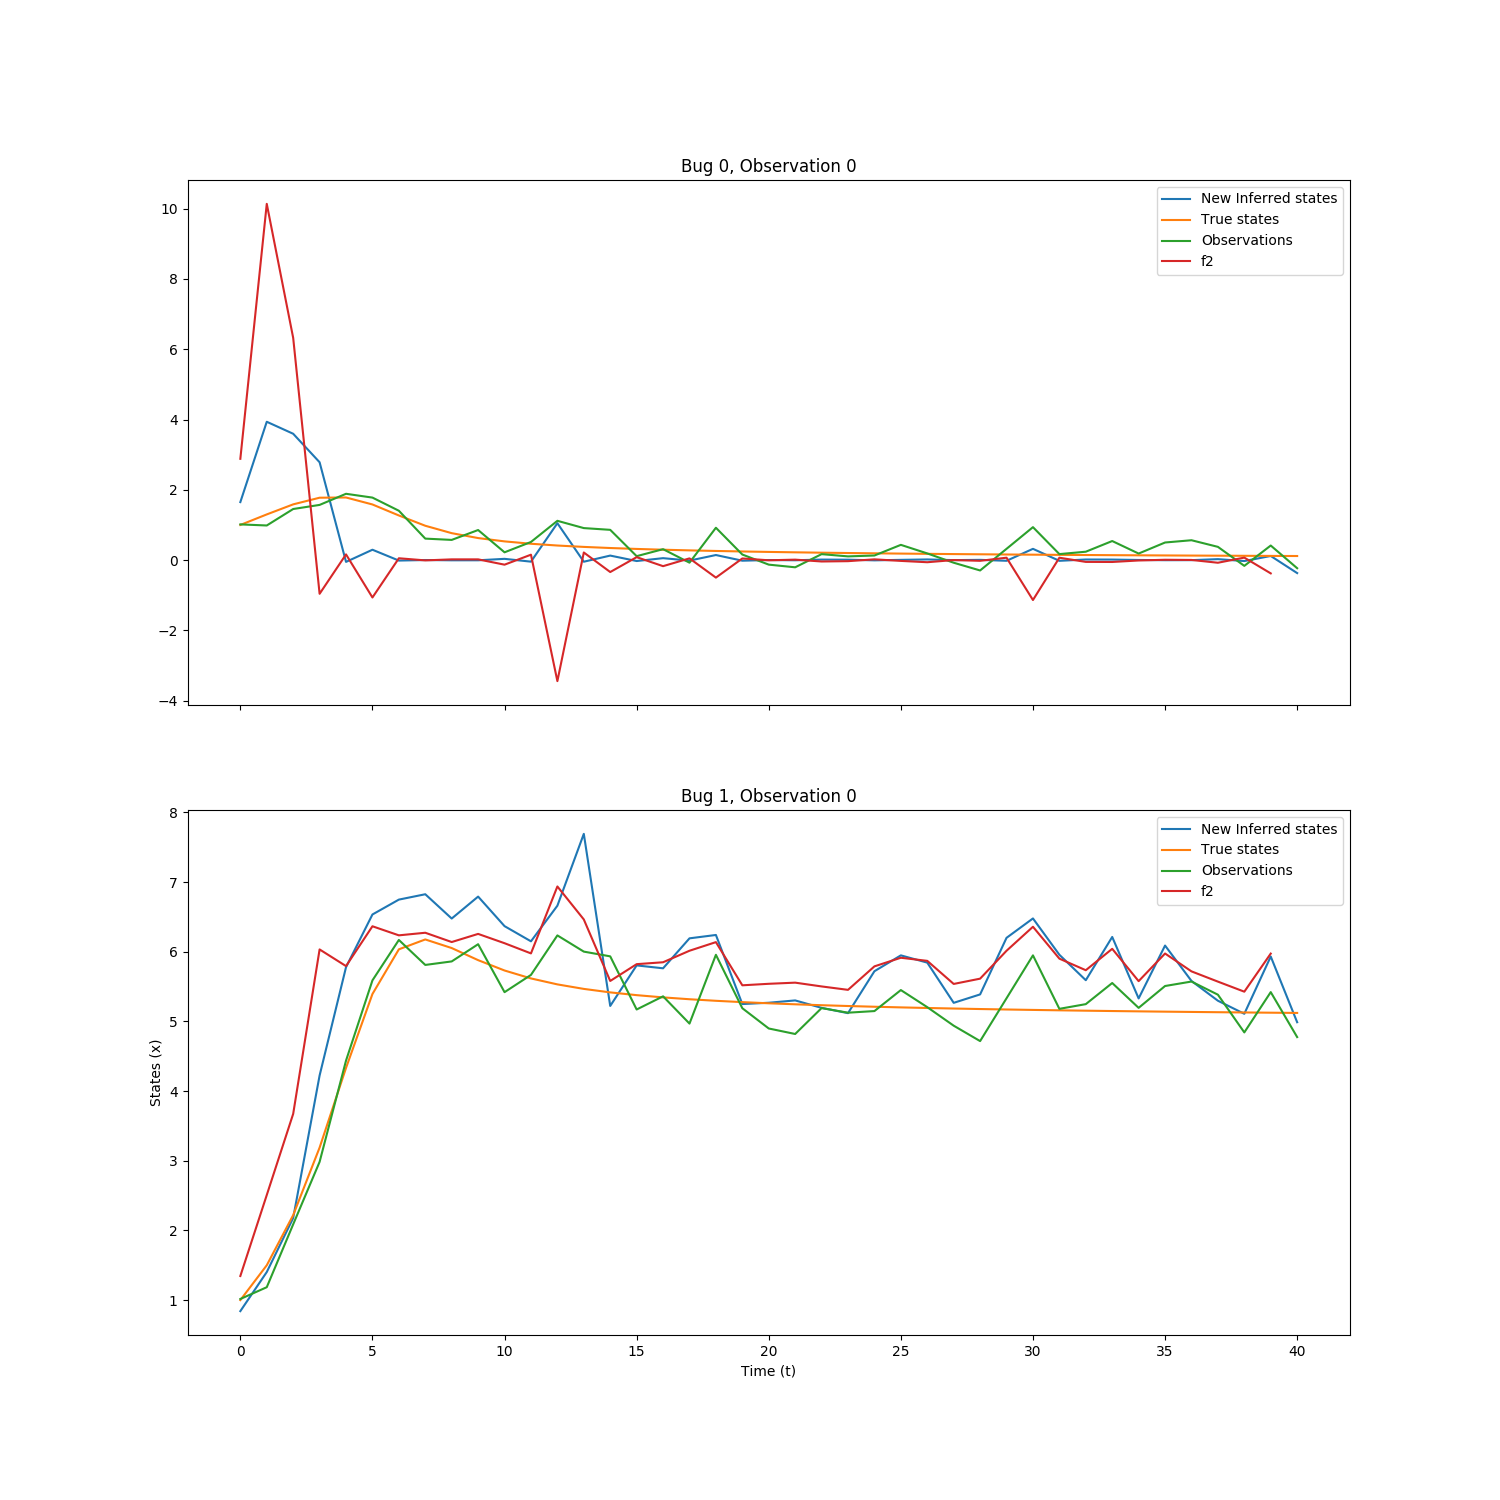 Bug 0, Observation 0
New Inferred states
True states
Observations
f2
10
8
6
4
2
0
−2
−4
Bug 1, Observation 0
New Inferred states
True states
Observations
f2
8
7
6
5
4
3
2
1
States (x)
0 5 10 15 20 25 30 35 40
Time (t)